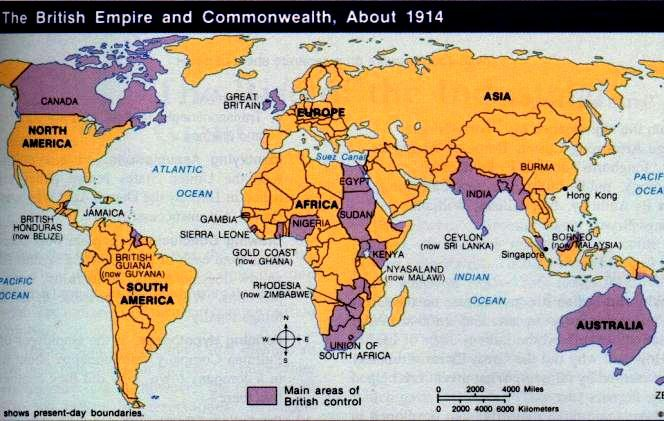 The British Empire and Commonwealth, About 1914
CANADA
GREAT
BRITAIN
EUROPE
ASIA
NORTH
AMERICA
Suez Canal
ATLANTIC
OCEAN
EGYPT
INDIA
BURMA
Hong Kong
PACIF
OCEA
AFRICA
JAMAICA
BRITISH
HONDURAS
(now BELIZE)
GAMBIA
SIERRA LEONE
NIGERIA
SUDAN
CEYLON
(now SRI LANKA)
N.
BORNEO
(now MALAYSIA)
Singapore
GOLD COAST
(now GHANA)
KENYA
BRITISH
GUIANA
(now GUYANA)
NYASALAND
(now MALAWI)
INDIAN
OCEAN
PACIFIC
OCEAN
SOUTH
AMERICA
RHODESIA
(now ZIMBABWE)
AUSTRALIA
N
W E
S
UNION OF
SOUTH AFRICA
Main areas of
British control
0 2000 4000 Miles
0 2000 4000 6000 Kilometers
ZE
shows present-day boundaries.